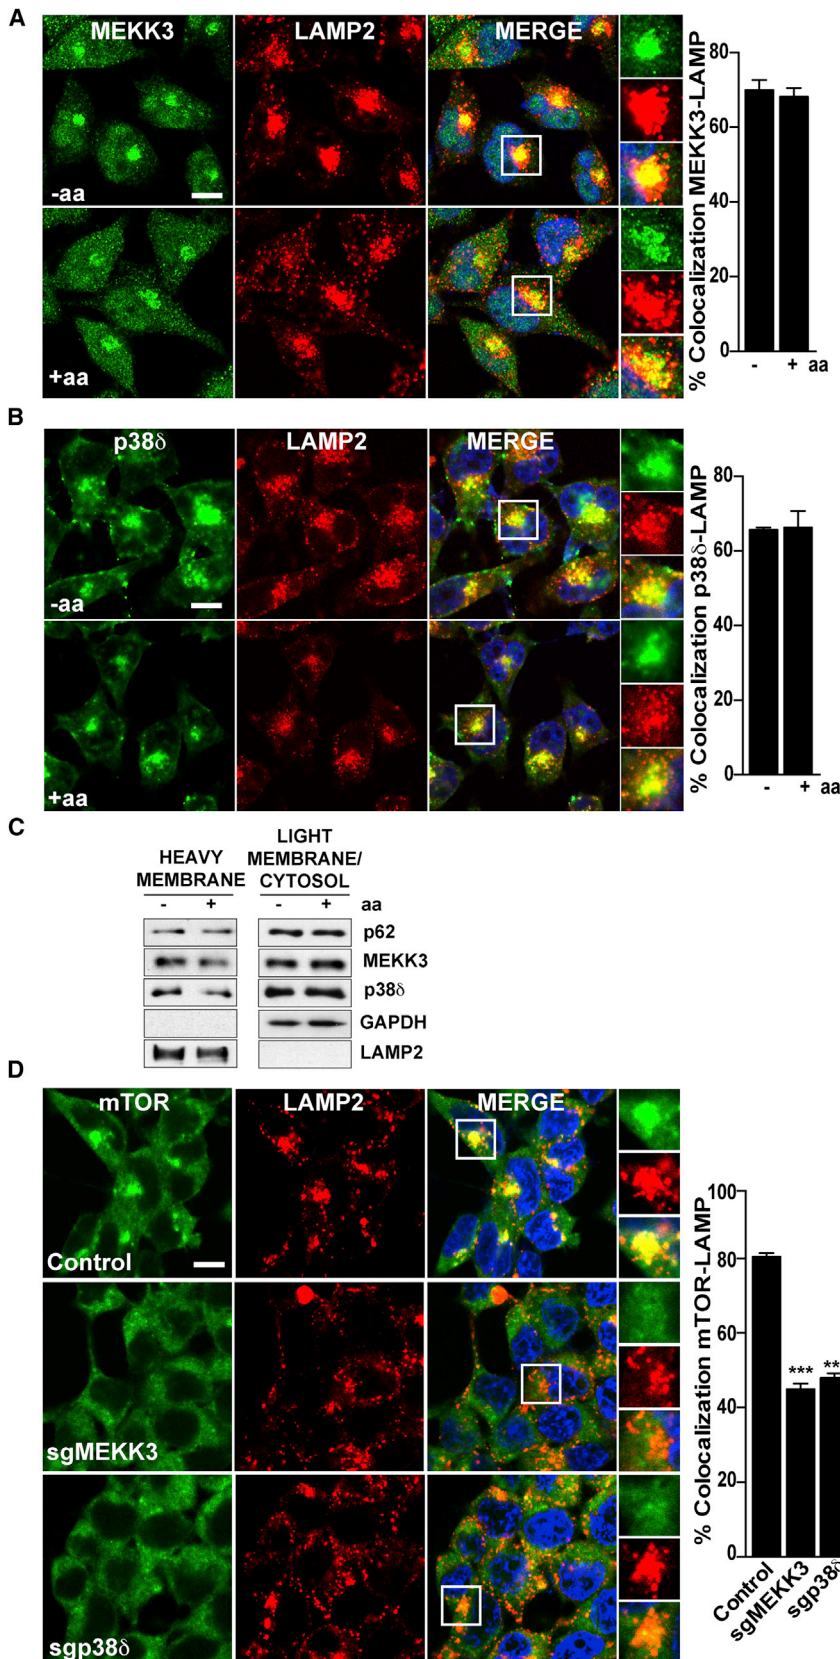 A
MEKK3 LAMP2 MERGE
-aa
+aa
% Colocalization MEKK3-LAMP
80
60
40
20
0
- + aa
B
p38δ LAMP2 MERGE
-aa
+aa
% Colocalization p38δ-LAMP
80
60
40
20
0
- + aa
C
HEAVY
MEMBRANE
LIGHT
MEMBRANE/
CYTOSOL
- + - + aa
p62
MEKK3
p38δ
GAPDH
LAMP2
D
mTOR LAMP2 MERGE
Control
sgMEKK3
sgp38δ
% Colocalization mTOR-LAMP
100
80
60
40
20
0
***
**
Control
sgMEKK3
sgp38δ